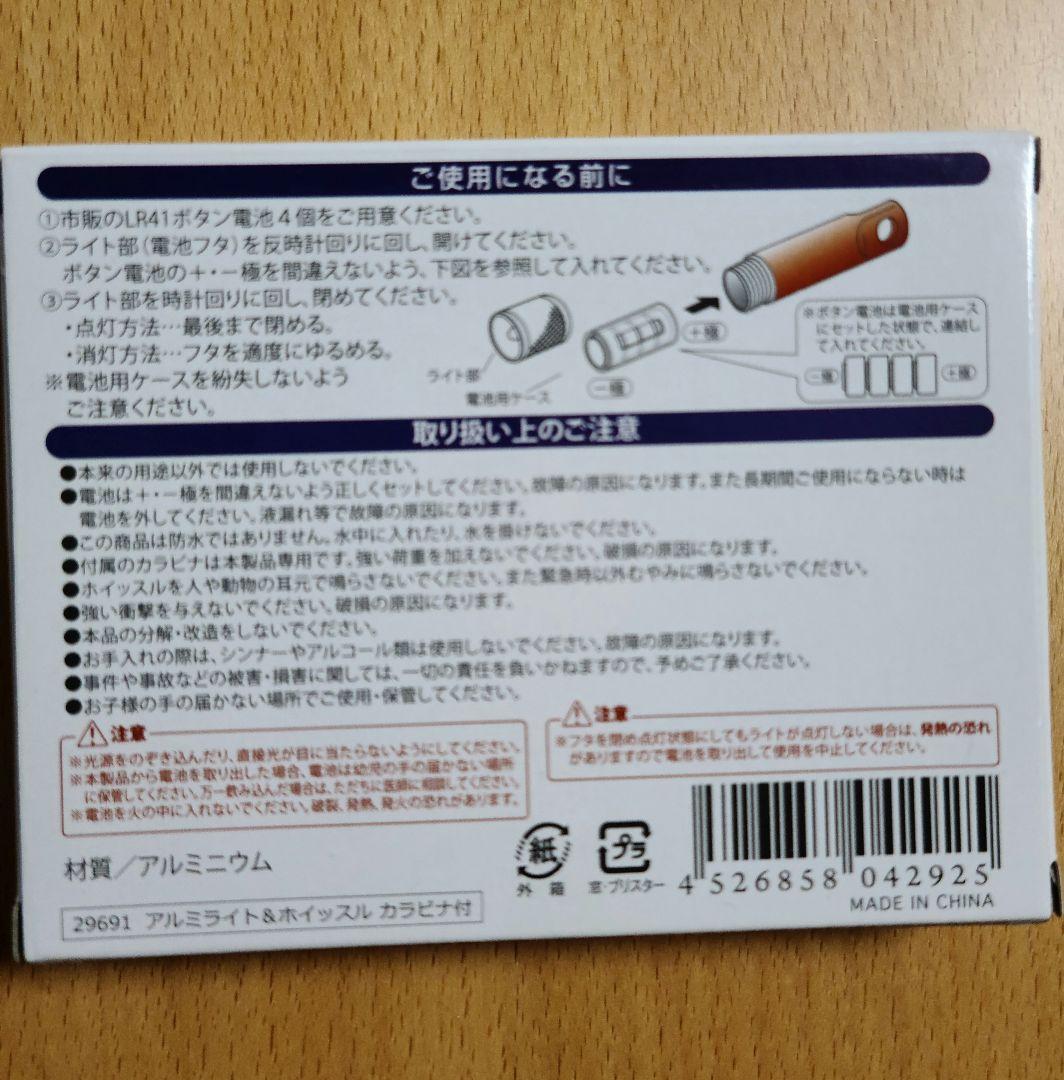 ご使用になる前に
①市販のLR41ボタン電池4個をご用意ください。
②ライト部(電池フタ)を反時計回りに回し、開けてください。
ボタン電池の＋・－極を間違えないよう、下図を参照して入れてください。
③ライト部を時計回りに回し、閉めてください。
・点灯方法…最後まで閉める。
・消灯方法…フタを適度にゆるめる。
※電池用ケースを紛失しないよう
ご注意ください。
ライト部
電池用ケース
－極
＋極
※ボタン電池は電池用ケース
にセットした状態で、連結し
て入れてください。
－極
＋極
取り扱い上のご注意
●本来の用途以外では使用しないでください。
●電池は＋・－極を間違えないよう正しくセットしてください。故障の原因になります。また長期間ご使用にならない時は
電池を外してください。液漏れ等で故障の原因になります。
●この商品は防水ではありません。水中に入れたり、水を掛けないでください。
●付属のカラビナは本製品専用です。強い荷重を加えないでください。破損の原因になります。
●ホイッスルを人や動物の耳元で鳴らさないでください。また緊急時以外むやみに鳴らさないでください。
●強い衝撃を与えないでください。破損の原因になります。
●本品の分解・改造をしないでください。
●お手入れの際は、シンナーやアルコール類は使用しないでください。故障の原因になります。
●事件や事故などの被害・損害に関しては、一切の責任を負いかねますので、予めご了承ください。
●お子様の手の届かない場所でご使用・保管してください。
注意
※光源をのぞき込んだり、直接光が目に当たらないようにしてください。
※本製品から電池を取り出した場合、電池は幼児の手の届かない場所
に保管してください。万一飲み込んだ場合は、ただちに医師に相談してください。
※電池を火の中に入れないでください。破裂、発熱、発火の恐れがあります。
注意
※フタを閉め点灯状態にしてもライトが点灯しない場合は、発熱の恐れ
がありますので電池を取り出して使用を中止してください。
材質／アルミニウム
29691 アルミライト&ホイッスル カラビナ付
紙
外箱
プラ
窓・ブリスター
4 526858 042925
MADE IN CHINA